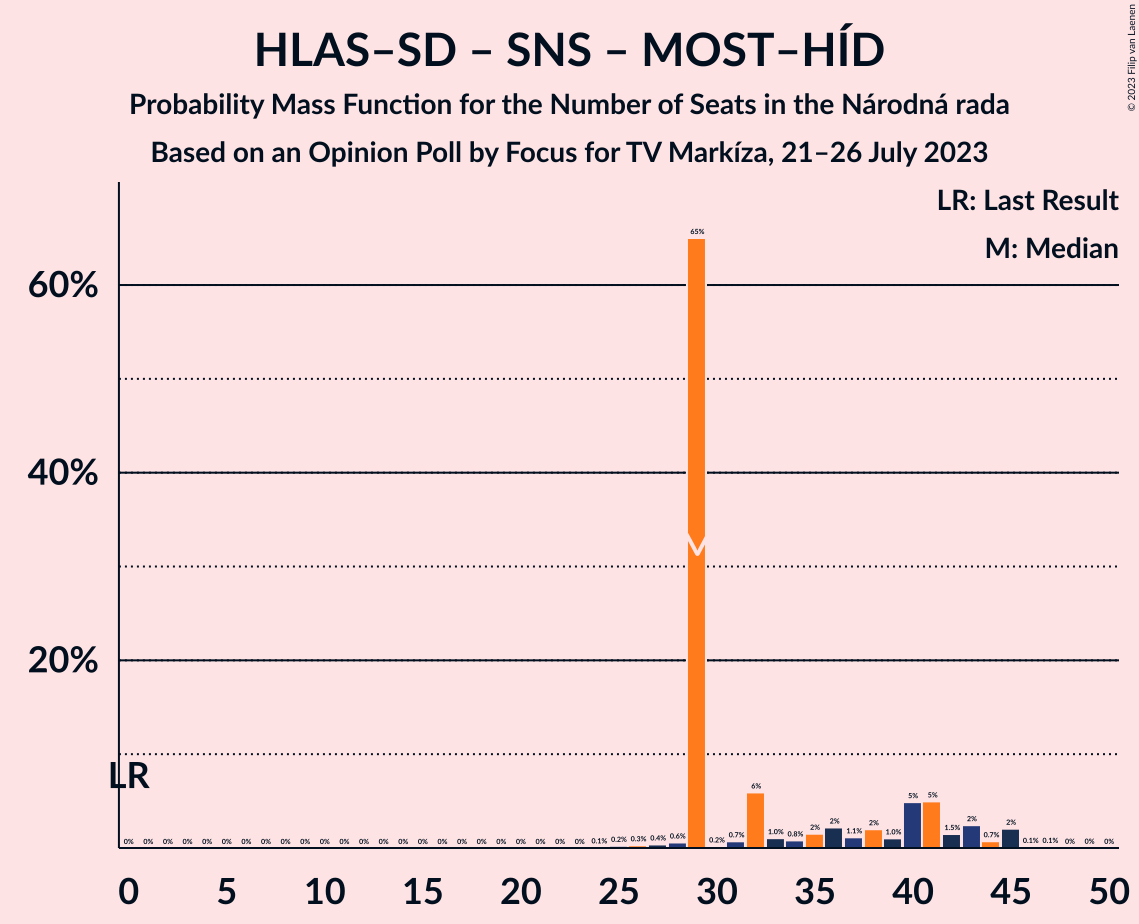 HLAS–SD – SNS – MOST–HÍD
Probability Mass Function for the Number of Seats in the Národná rada
Based on an Opinion Poll by Focus for TV Markíza, 21–26 July 2023
© 2023 Filip van Laenen
LR: Last Result
M: Median
60%
40%
20%
LR
M
0% 0% 0% 0% 0% 0% 0% 0% 0% 0% 0% 0% 0% 0% 0% 0% 0% 0% 0% 0% 0% 0% 0% 0% 0.1% 0.2% 0.3% 0.4% 0.6% 65% 0.2% 0.7% 6% 1.0% 0.8% 2% 2% 1.1% 2% 1.0% 5% 5% 1.5% 2% 0.7% 2% 0.1% 0.1% 0% 0% 0%
0 5 10 15 20 25 30 35 40 45 50